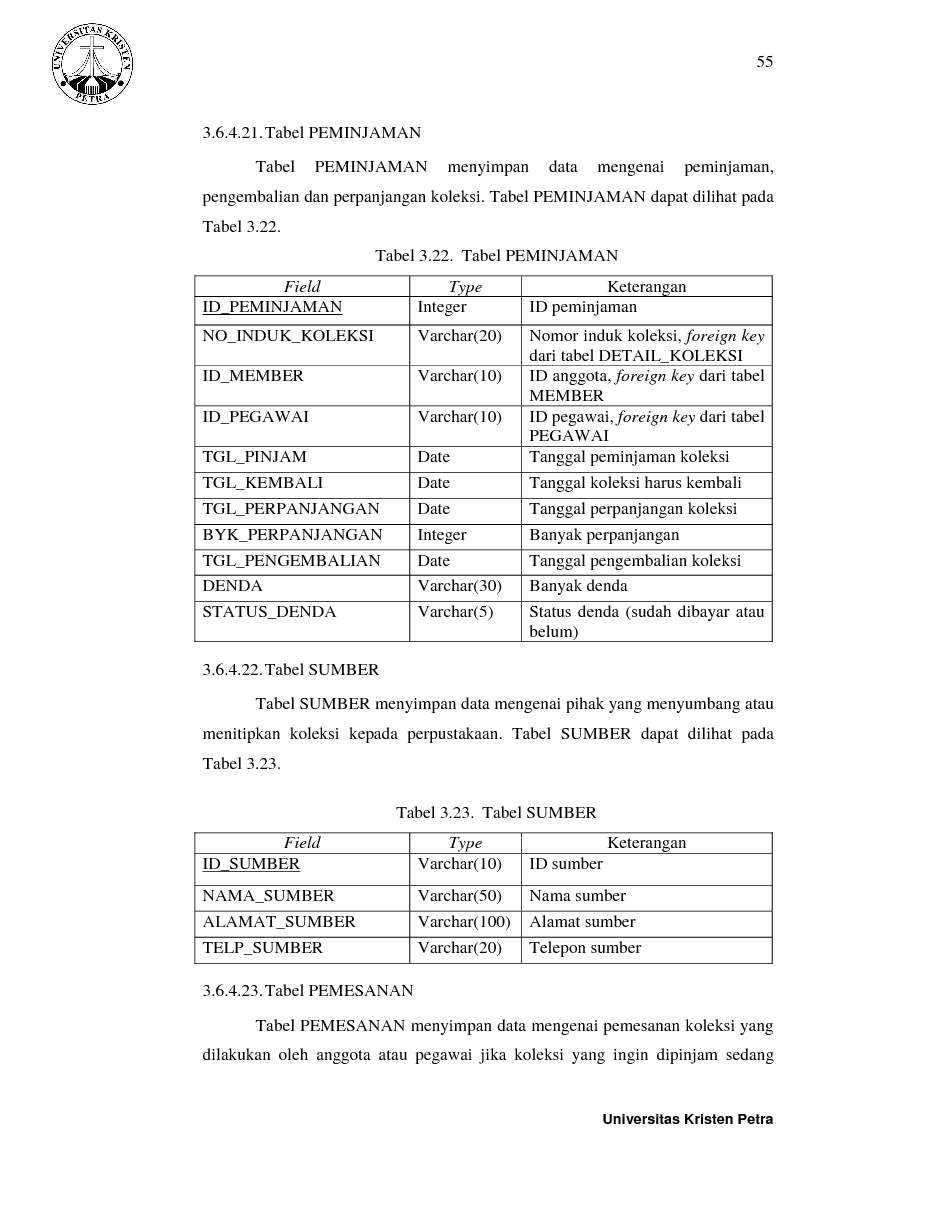 UNIVERSITAS KRISTEN
PETRA
55
3.6.4.21. Tabel PEMINJAMAN
Tabel PEMINJAMAN menyimpan data mengenai peminjaman,
pengembalian dan perpanjangan koleksi. Tabel PEMINJAMAN dapat dilihat pada
Tabel 3.22.
Tabel 3.22. Tabel PEMINJAMAN
Field Type Keterangan
ID_PEMINJAMAN Integer ID peminjaman
NO_INDUK_KOLEKSI Varchar(20) Nomor induk koleksi, foreign key
dari tabel DETAIL_KOLEKSI
ID_MEMBER Varchar(10) ID anggota, foreign key dari tabel
MEMBER
ID_PEGAWAI Varchar(10) ID pegawai, foreign key dari tabel
PEGAWAI
TGL_PINJAM Date Tanggal peminjaman koleksi
TGL_KEMBALI Date Tanggal koleksi harus kembali
TGL_PERPANJANGAN Date Tanggal perpanjangan koleksi
BYK_PERPANJANGAN Integer Banyak perpanjangan
TGL_PENGEMBALIAN Date Tanggal pengembalian koleksi
DENDA Varchar(30) Banyak denda
STATUS_DENDA Varchar(5) Status denda (sudah dibayar atau
belum)
3.6.4.22. Tabel SUMBER
Tabel SUMBER menyimpan data mengenai pihak yang menyumbang atau
menitipkan koleksi kepada perpustakaan. Tabel SUMBER dapat dilihat pada
Tabel 3.23.
Tabel 3.23. Tabel SUMBER
Field Type Keterangan
ID_SUMBER Varchar(10) ID sumber
NAMA_SUMBER Varchar(50) Nama sumber
ALAMAT_SUMBER Varchar(100) Alamat sumber
TELP_SUMBER Varchar(20) Telepon sumber
3.6.4.23. Tabel PEMESANAN
Tabel PEMESANAN menyimpan data mengenai pemesanan koleksi yang
dilakukan oleh anggota atau pegawai jika koleksi yang ingin dipinjam sedang
Universitas Kristen Petra